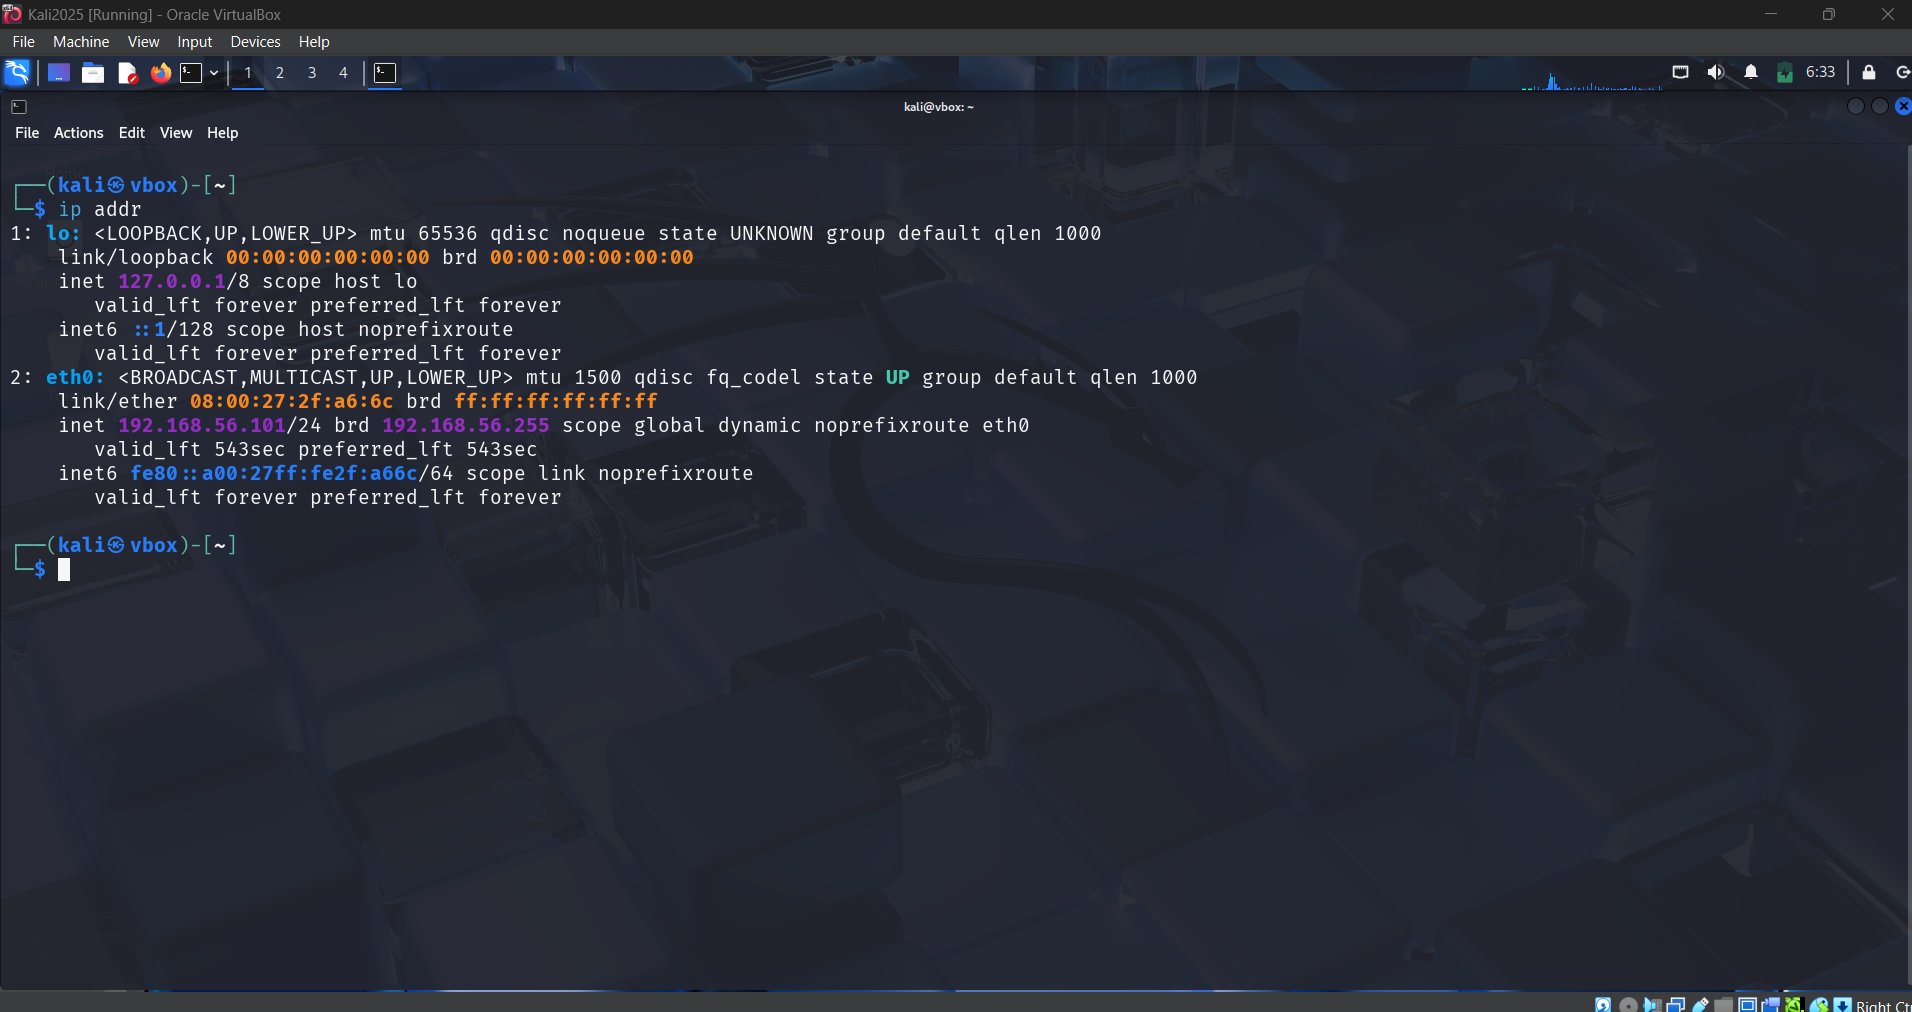 Kali2025 [Running] - Oracle VirtualBox
File Machine View Input Devices Help
1 2 3 4
6:33
kali@vbox: ~
File Actions Edit View Help
┌──(kali㉿vbox)-[~]
└─$ ip addr
1: lo: <LOOPBACK,UP,LOWER_UP> mtu 65536 qdisc noqueue state UNKNOWN group default qlen 1000
link/loopback 00:00:00:00:00:00 brd 00:00:00:00:00:00
inet 127.0.0.1/8 scope host lo
valid_lft forever preferred_lft forever
inet6 ::1/128 scope host noprefixroute
valid_lft forever preferred_lft forever
2: eth0: <BROADCAST,MULTICAST,UP,LOWER_UP> mtu 1500 qdisc fq_codel state UP group default qlen 1000
link/ether 08:00:27:2f:a6:6c brd ff:ff:ff:ff:ff:ff
inet 192.168.56.101/24 brd 192.168.56.255 scope global dynamic noprefixroute eth0
valid_lft 543sec preferred_lft 543sec
inet6 fe80::a00:27ff:fe2f:a66c/64 scope link noprefixroute
valid_lft forever preferred_lft forever
┌──(kali㉿vbox)-[~]
└─$
Right